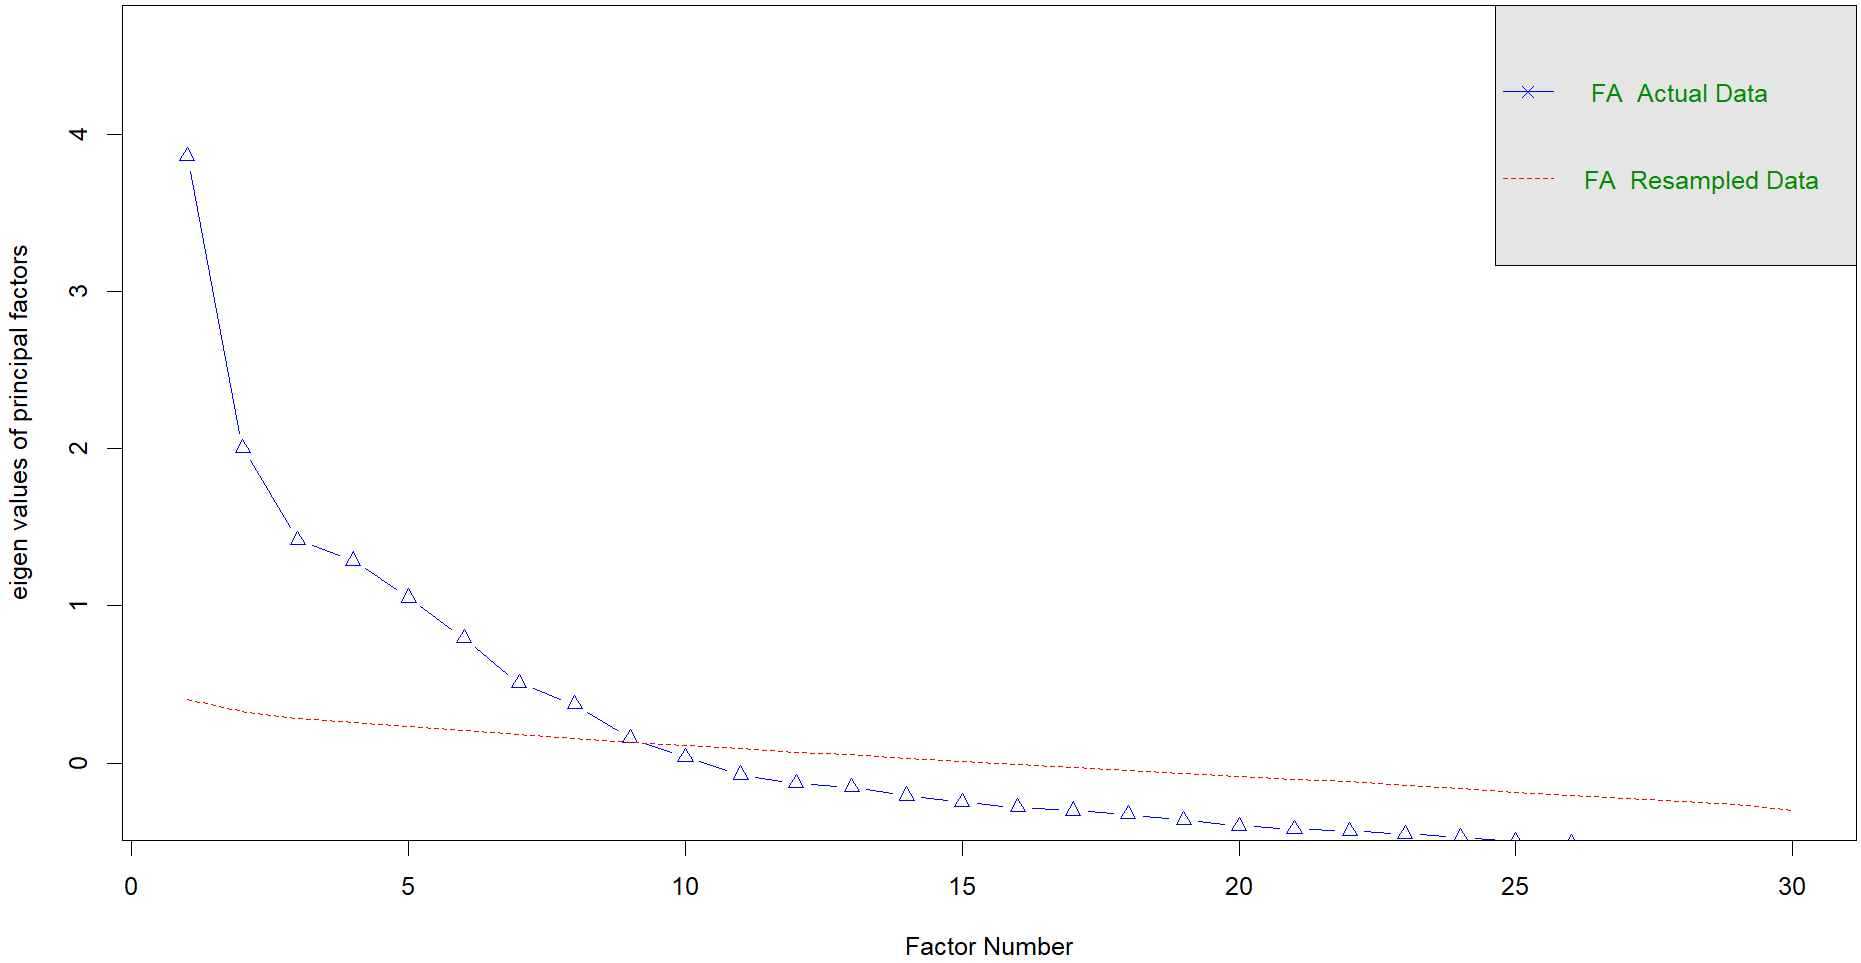 FA Actual Data
FA Resampled Data
eigen values of principal factors
4
3
2
1
0
0 5 10 15 20 25 30
Factor Number